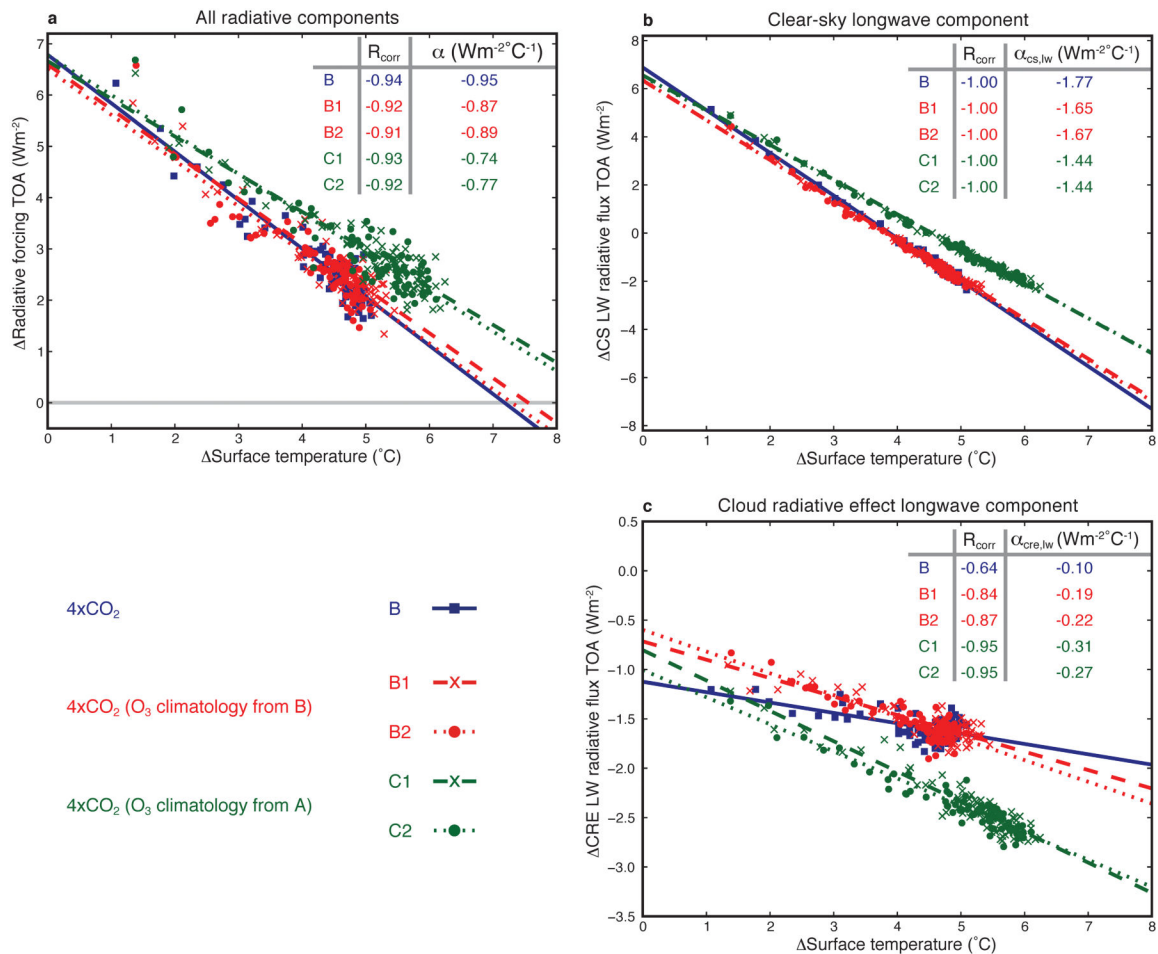 a All radiative components
R_corr α (Wm⁻²°C⁻¹)
B -0.94 -0.95
B1 -0.92 -0.87
B2 -0.91 -0.89
C1 -0.93 -0.74
C2 -0.92 -0.77
ΔRadiative forcing TOA (Wm⁻²)
7
6
5
4
3
2
1
0
0 1 2 3 4 5 6 7 8
ΔSurface temperature (˚C)
b Clear-sky longwave component
R_corr α_cs,lw (Wm⁻²°C⁻¹)
B -1.00 -1.77
B1 -1.00 -1.65
B2 -1.00 -1.67
C1 -1.00 -1.44
C2 -1.00 -1.44
ΔCS LW radiative flux TOA (Wm⁻²)
8
6
4
2
0
−2
−4
−6
−8
0 1 2 3 4 5 6 7 8
ΔSurface temperature (˚C)
4xCO₂ B
4xCO₂ (O₃ climatology from B) B1
B2
4xCO₂ (O₃ climatology from A) C1
C2
c Cloud radiative effect longwave component
R_corr α_cre,lw (Wm⁻²°C⁻¹)
B -0.64 -0.10
B1 -0.84 -0.19
B2 -0.87 -0.22
C1 -0.95 -0.31
C2 -0.95 -0.27
ΔCRE LW radiative flux TOA (Wm⁻²)
0.5
0.0
−0.5
−1.0
−1.5
−2.0
−2.5
−3.0
−3.5
0 1 2 3 4 5 6 7 8
ΔSurface temperature (˚C)